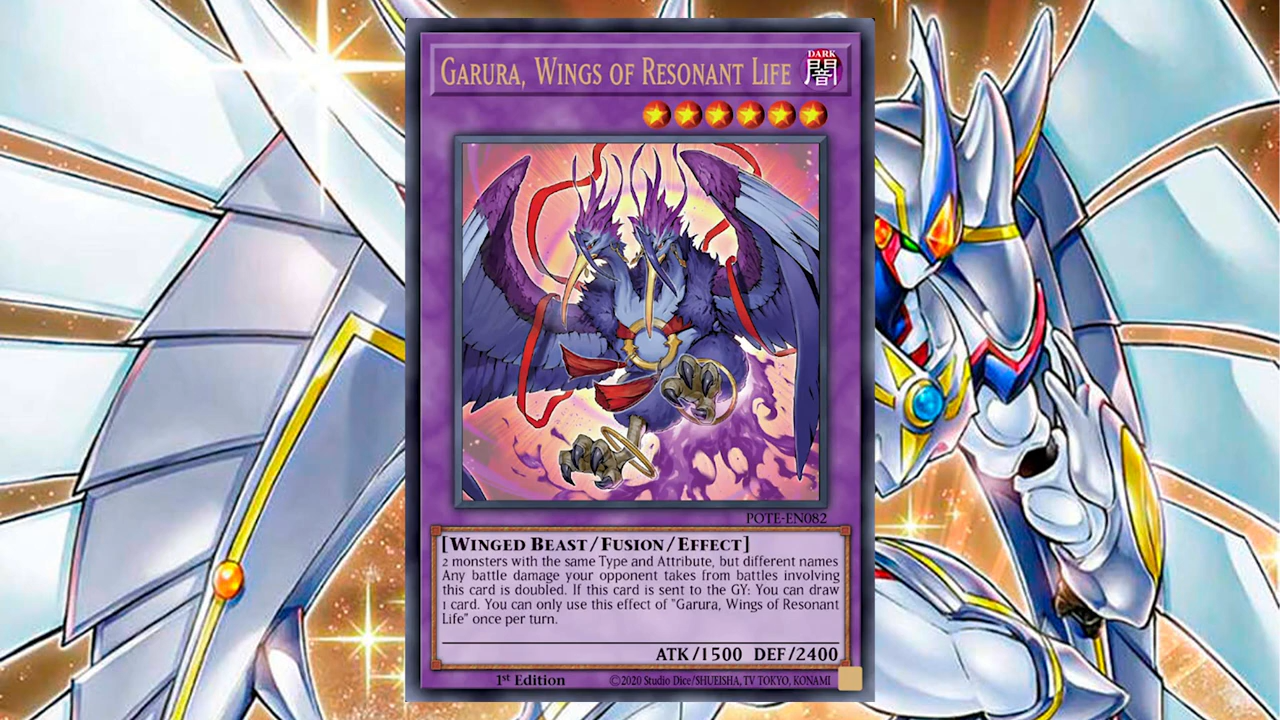 GARURA, WINGS OF RESONANT LIFE
DARK
闇
POTE-EN082
[WINGED BEAST/FUSION/EFFECT]
2 monsters with the same Type and Attribute, but different names
Any battle damage your opponent takes from battles involving
this card is doubled. If this card is sent to the GY: You can draw
1 card. You can only use this effect of "Garura, Wings of Resonant
Life" once per turn.
ATK/1500 DEF/2400
1st Edition
©2020 Studio Dice/SHUEISHA, TV TOKYO, KONAMI